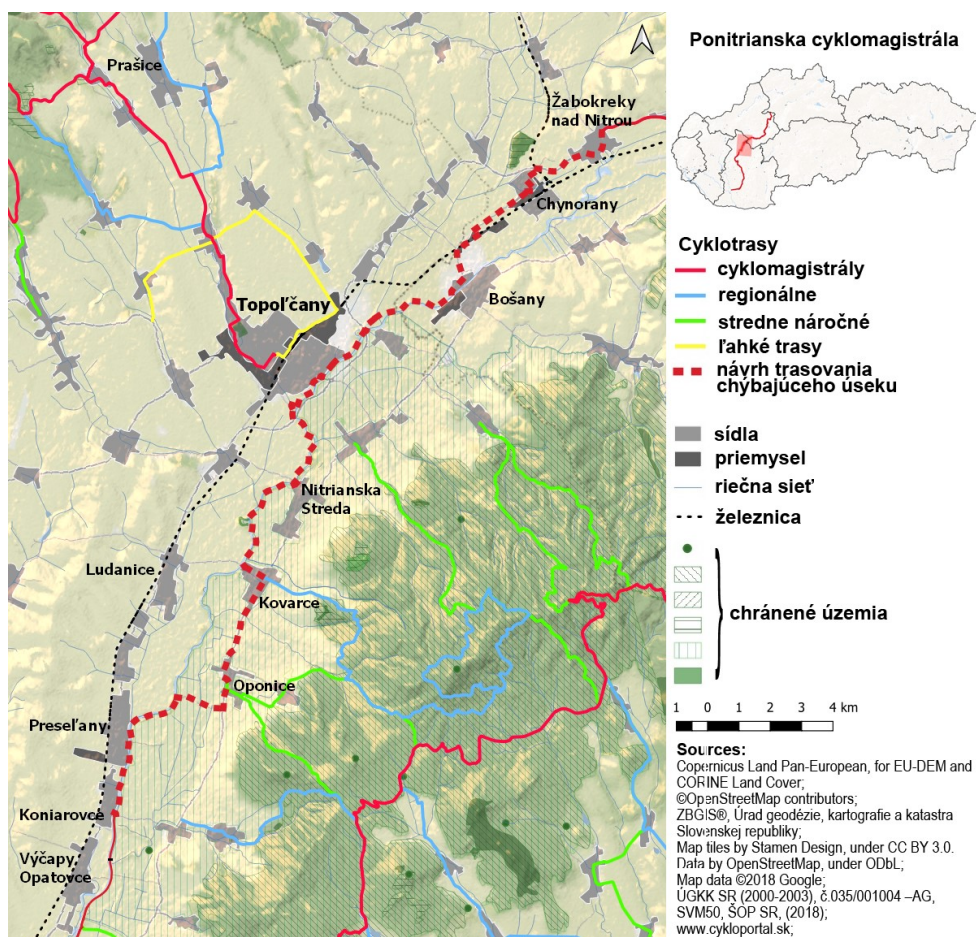 Prašice
Žabokreky
nad Nitrou
Chynorany
Bošany
Topoľčany
Nitrianska
Streda
Ludanice
Kovarce
Oponice
Preseľany
Koniarovce
Výčapy
Opatovce
Ponitrianska cyklomagistrála
Cyklotrasy
cyklomagistrály
regionálne
stredne náročné
ľahké trasy
návrh trasovania
chýbajúceho úseku
sídla
priemysel
riečna sieť
železnica
chránené územia
1 0 1 2 3 4 km
Sources:
Copernicus Land Pan-European, for EU-DEM and
CORINE Land Cover;
©OpenStreetMap contributors;
ZBGIS®, Úrad geodézie, kartografie a katastra
Slovenskej republiky;
Map tiles by Stamen Design, under CC BY 3.0.
Data by OpenStreetMap, under ODbL;
Map data ©2018 Google;
ÚGKK SR (2000-2003), č.035/001004 –AG,
SVM50, ŠOP SR, (2018);
www.cykloportal.sk;